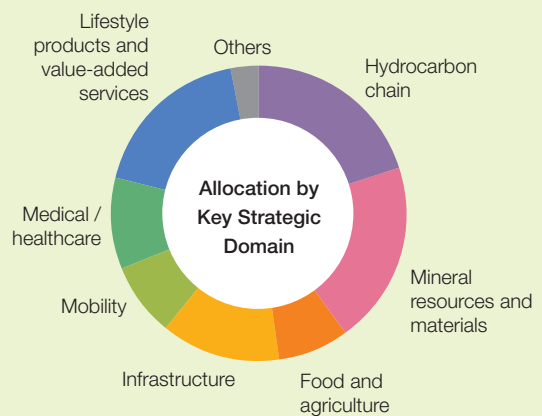 Lifestyle
products and
value-added
services
Others
Hydrocarbon
chain
Allocation by
Key Strategic
Domain
Medical /
healthcare
Mobility
Mineral
resources and
materials
Infrastructure
Food and
agriculture